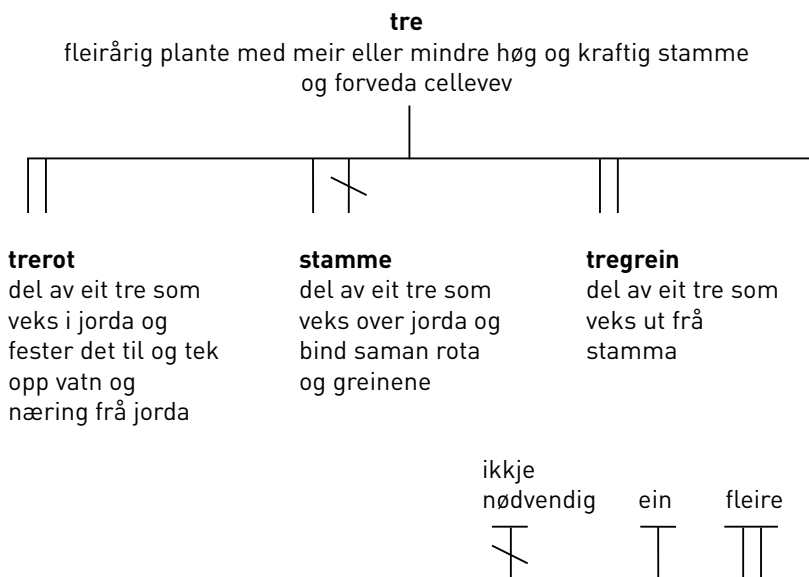 tre
fleirårig plante med meir eller mindre høg og kraftig stamme
og forveda cellevev
trerot
del av eit tre som
veks i jorda og
fester det til og tek
opp vatn og
næring frå jorda
stamme
del av eit tre som
veks over jorda og
bind saman rota
og greinene
tregrein
del av eit tre som
veks ut frå
stamma
ikkje
nødvendig
ein
fleire